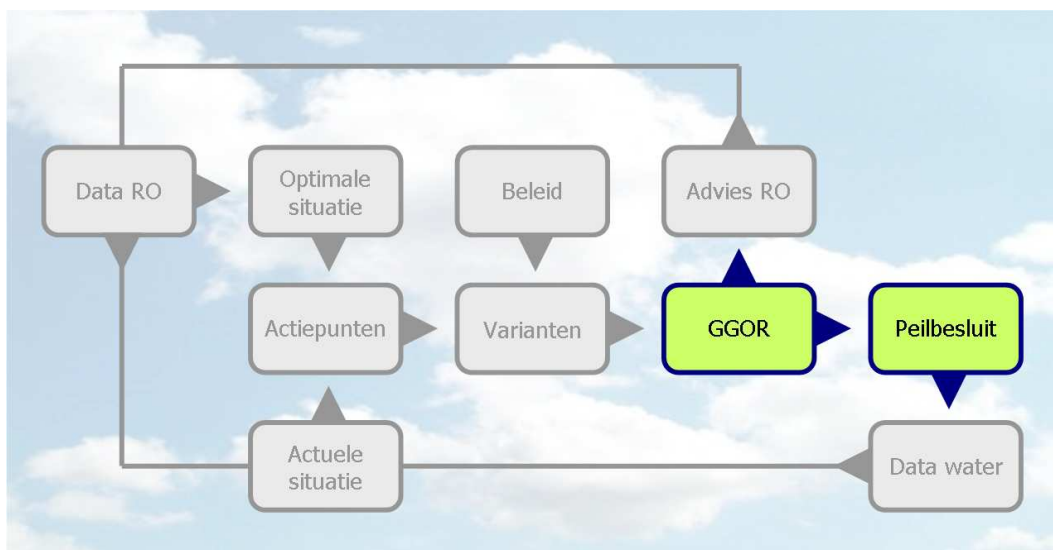 Data RO
Optimale
situatie
Beleid
Advies RO
Actiepunten
Varianten
GGOR
Peilbesluit
Actuele
situatie
Data water